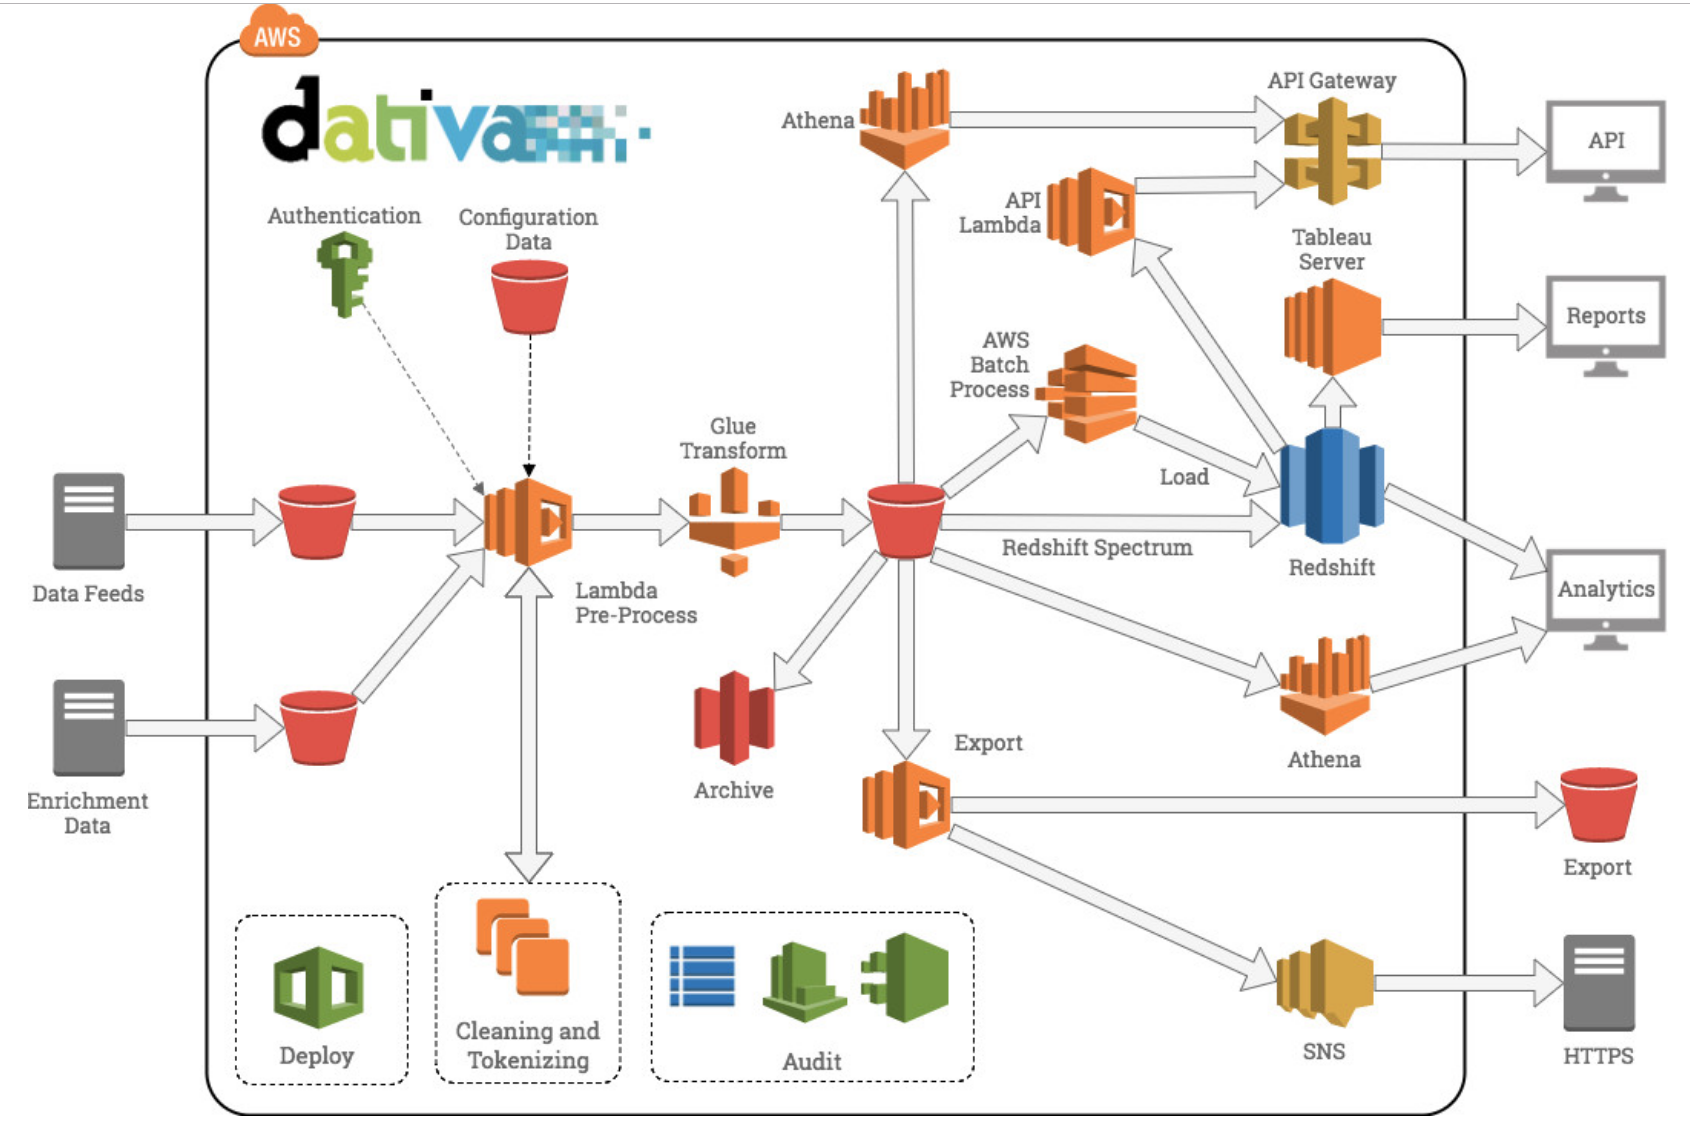 AWS
dativa
Authentication
Configuration
Data
Athena
API Gateway
API
API
Lambda
Tableau
Server
Reports
AWS
Batch
Process
Glue
Transform
Load
Redshift Spectrum
Redshift
Analytics
Data Feeds
Lambda
Pre-Process
Enrichment
Data
Archive
Export
Athena
Export
Deploy
Cleaning and
Tokenizing
Audit
SNS
HTTPS